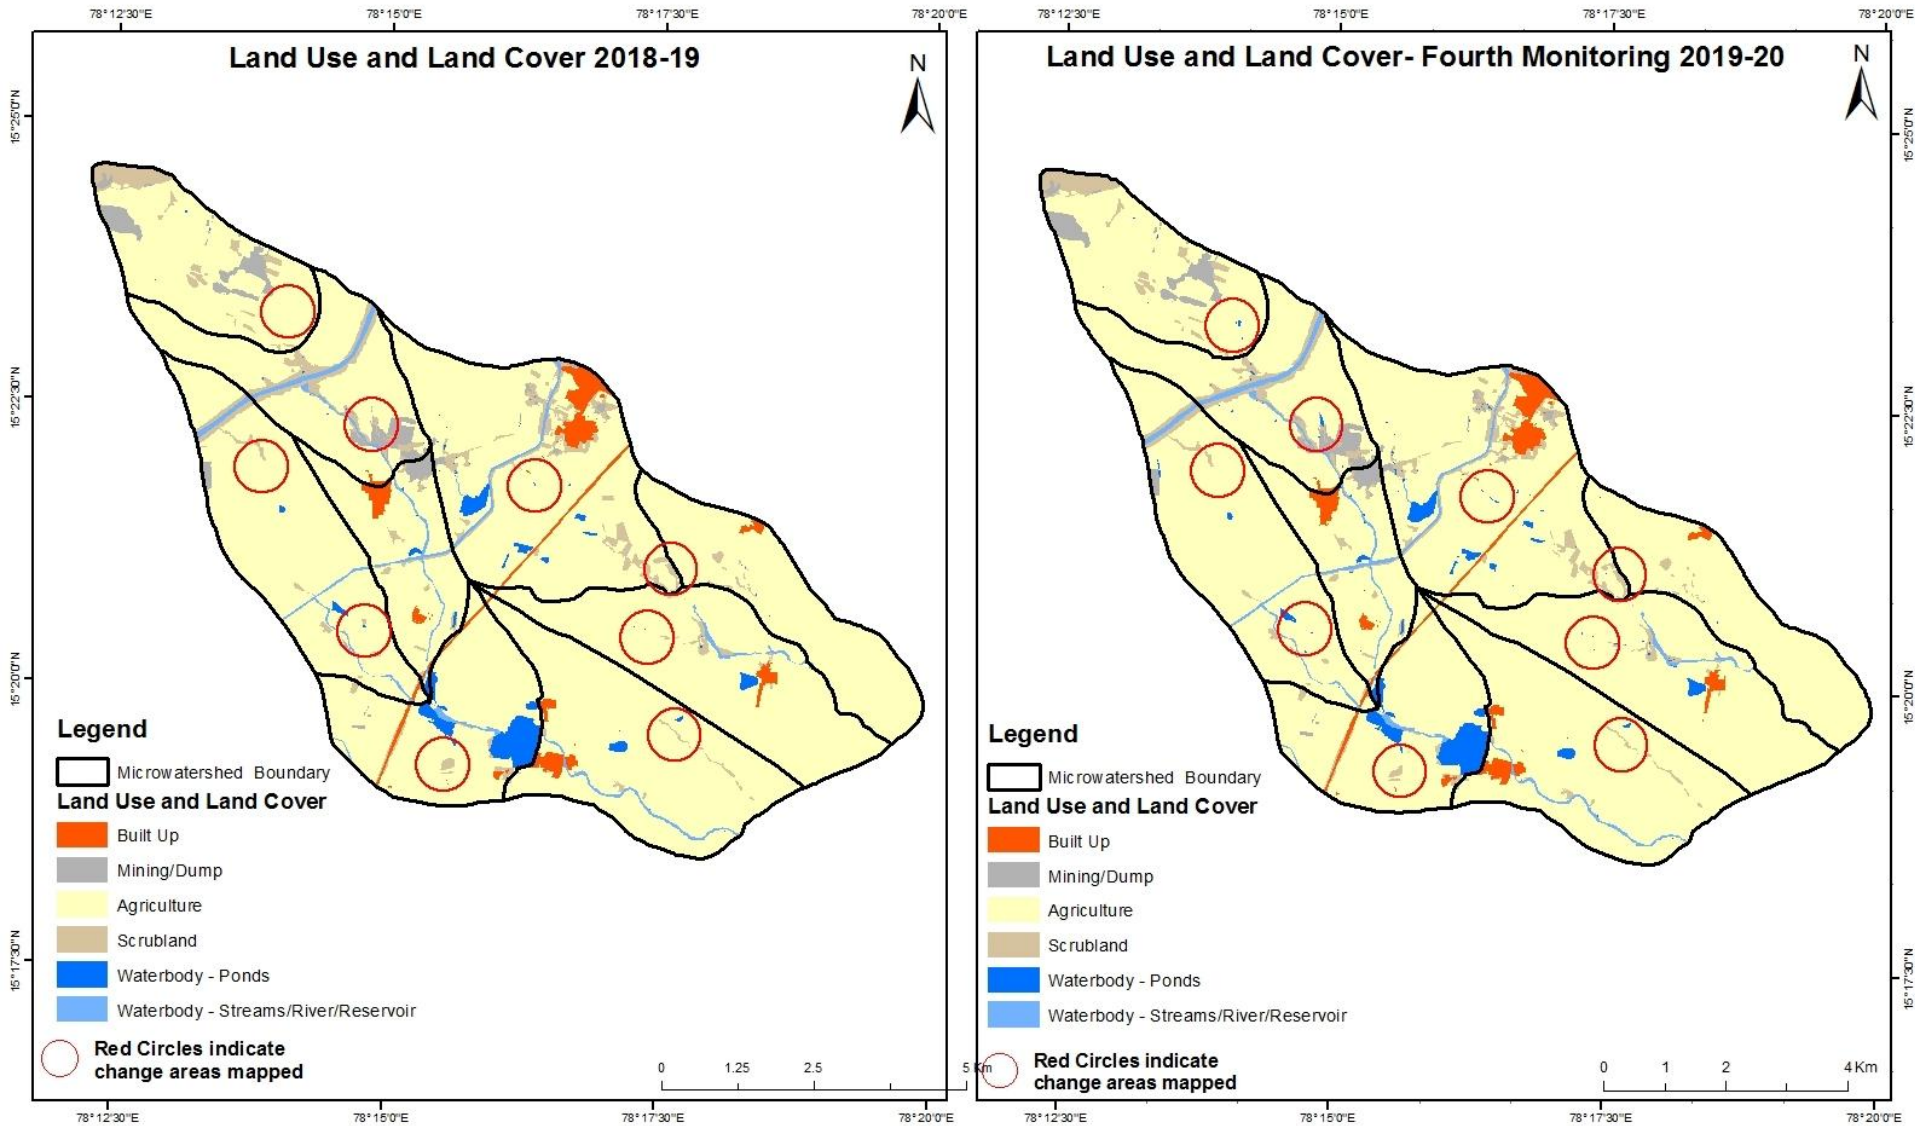 78°12'30"E 78°15'0"E 78°17'30"E 78°20'0"E
Land Use and Land Cover 2018-19
N
15°25'0"N
15°22'30"N
15°20'0"N
15°17'30"N
Legend
Microwatershed Boundary
Land Use and Land Cover
Built Up
Mining/Dump
Agriculture
Scrubland
Waterbody - Ponds
Waterbody - Streams/River/Reservoir
Red Circles indicate
change areas mapped
0 1.25 2.5 5 Km
78°12'30"E 78°15'0"E 78°17'30"E 78°20'0"E
78°12'30"E 78°15'0"E 78°17'30"E 78°20'0"E
Land Use and Land Cover- Fourth Monitoring 2019-20
N
15°25'0"N
15°22'30"N
15°20'0"N
15°17'30"N
Legend
Microwatershed Boundary
Land Use and Land Cover
Built Up
Mining/Dump
Agriculture
Scrubland
Waterbody - Ponds
Waterbody - Streams/River/Reservoir
Red Circles indicate
change areas mapped
0 1 2 4 Km
78°12'30"E 78°15'0"E 78°17'30"E 78°20'0"E